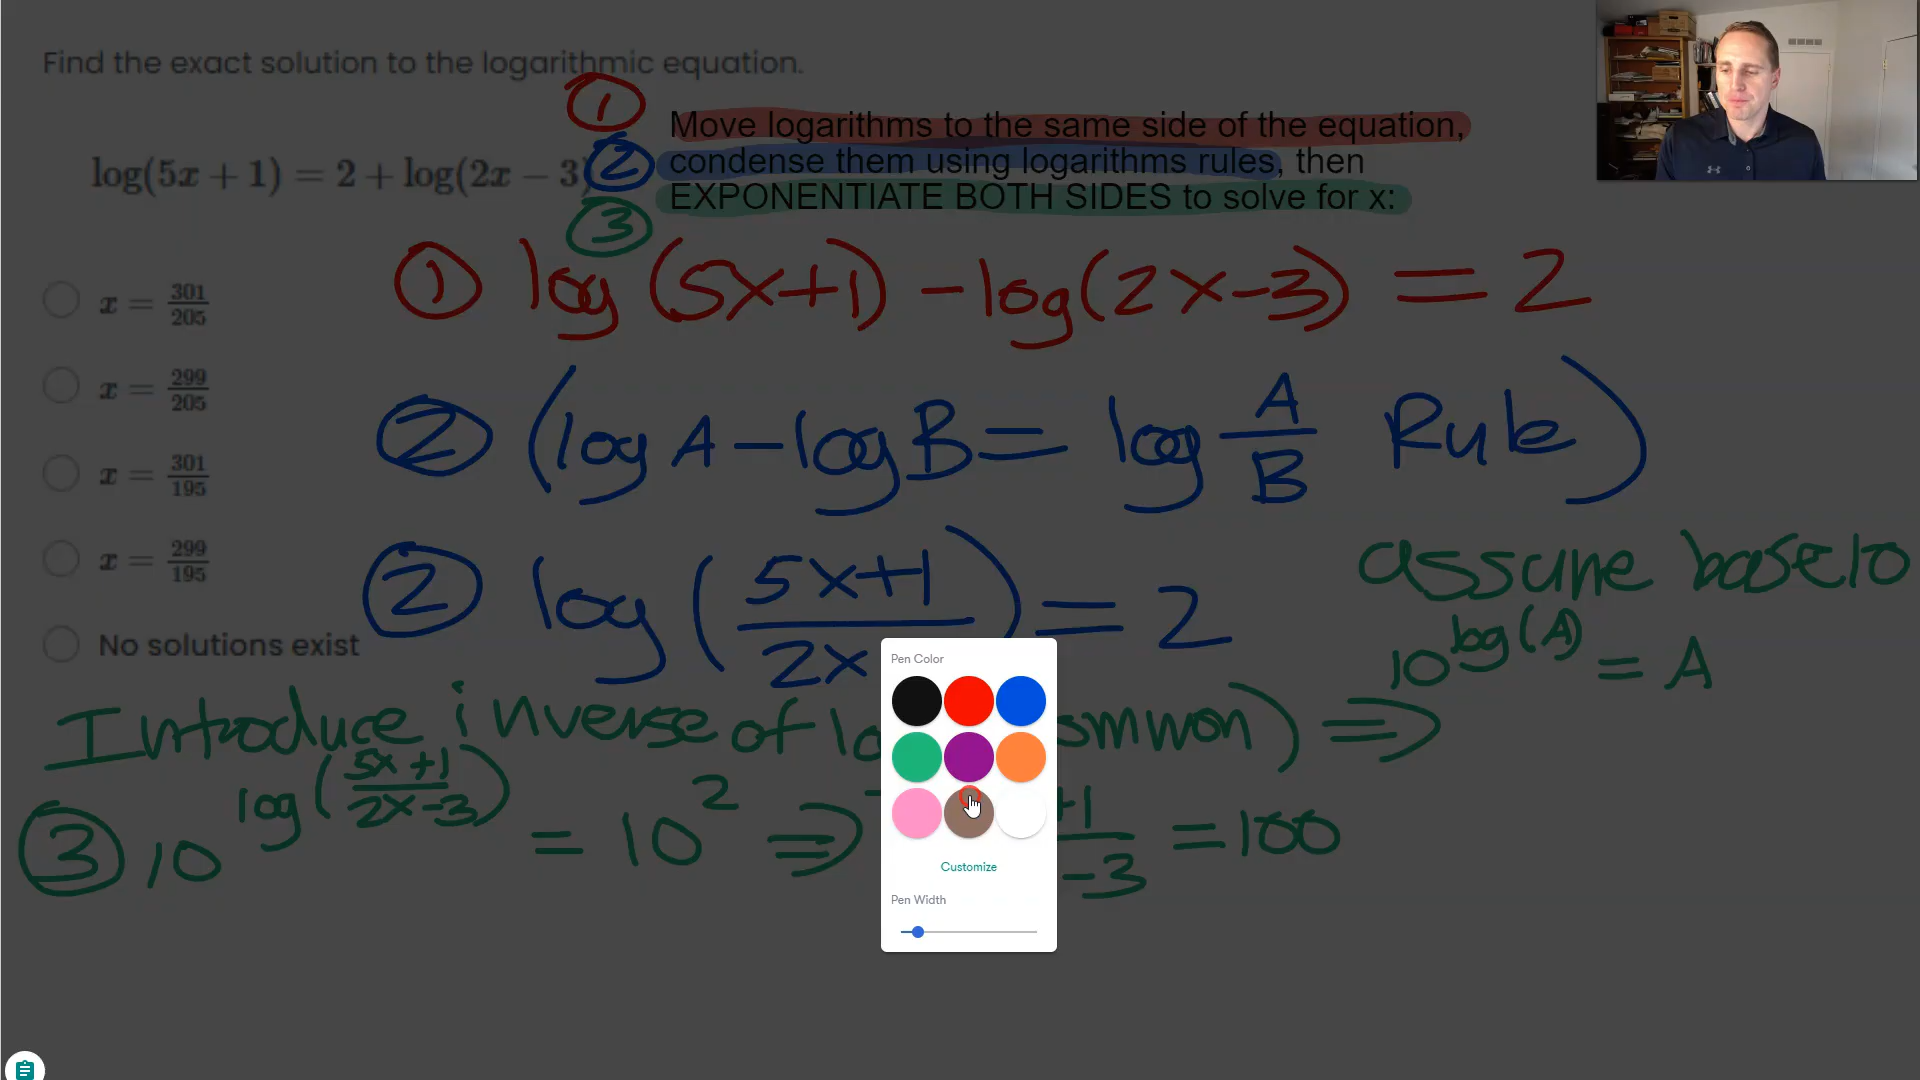 Find the exact solution to the logarithmic equation.
log(5x + 1) = 2 + log(2x − 3)
1
2
3
Move logarithms to the same side of the equation,
condense them using logarithms rules, then
EXPONENTIATE BOTH SIDES to solve for x:
① log (5x+1) - log(2x-3) = 2
② (log A - log B = log A/B Rule)
② log (5x+1 / 2x = 2
assume base 10
10^log(A) = A
x = 301/205
x = 299/205
x = 301/195
x = 299/195
No solutions exist
Introduce inverse of mmon) ⇒
③ 10^log(5x+1/2x-3) = 10^2 ⇒ +1/-3 = 100
Pen Color
Customize
Pen Width